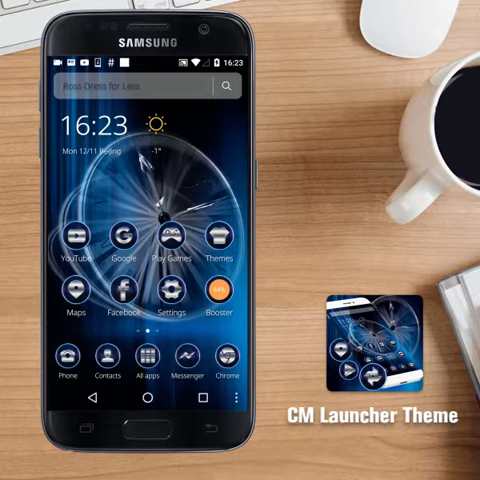 SAMSUNG
# 16:23
Ross Dress for Less
16:23
Mon 12/11 Beijing -1°
YouTube Google Play Games Themes
64%
Maps Facebook Settings Booster
Phone Contacts All apps Messenger Chrome
CM Launcher Theme